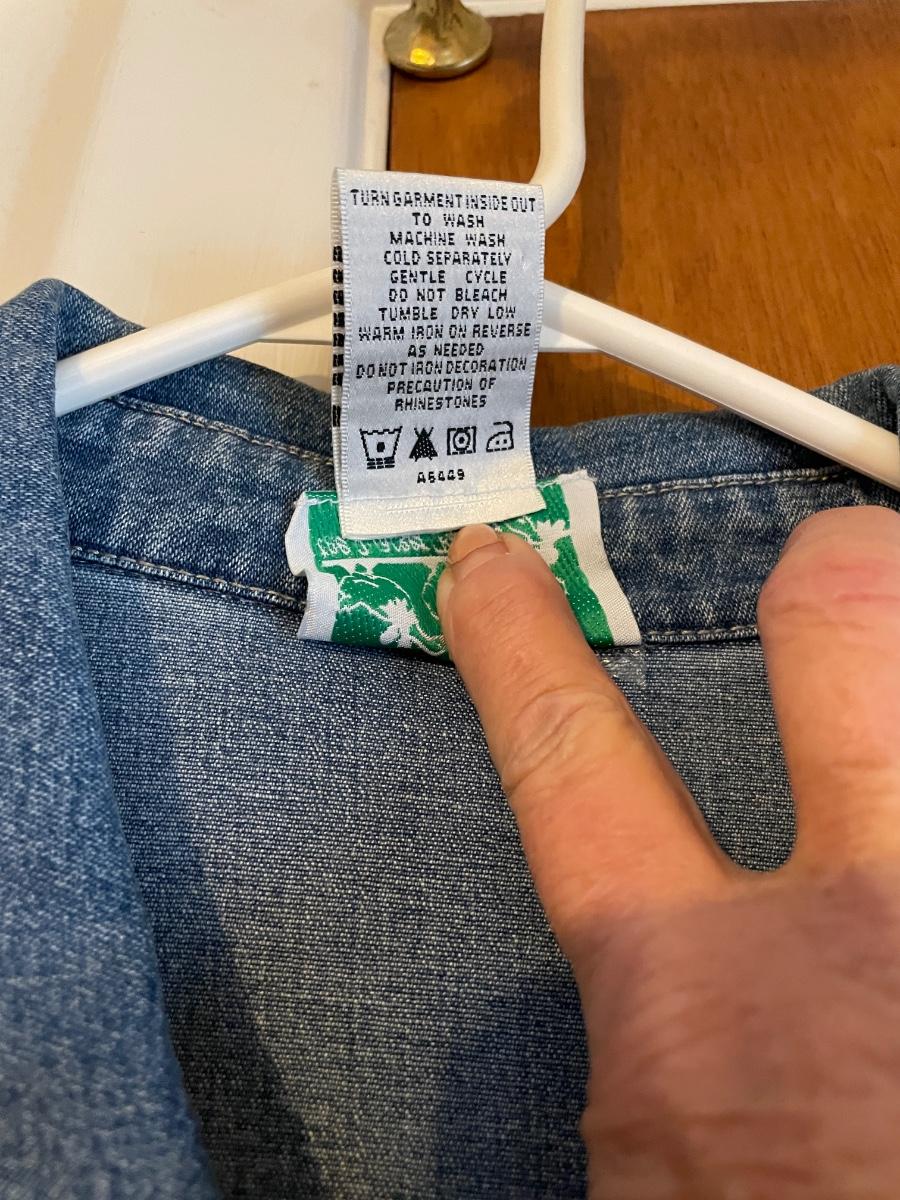 TURN GARMENT INSIDE OUT
TO WASH
MACHINE WASH
COLD SEPARATELY
GENTLE CYCLE
DO NOT BLEACH
TUMBLE DRY LOW
WARM IRON ON REVERSE
AS NEEDED
DO NOT IRON DECORATION
PRECAUTION OF
RHINESTONES
A6449